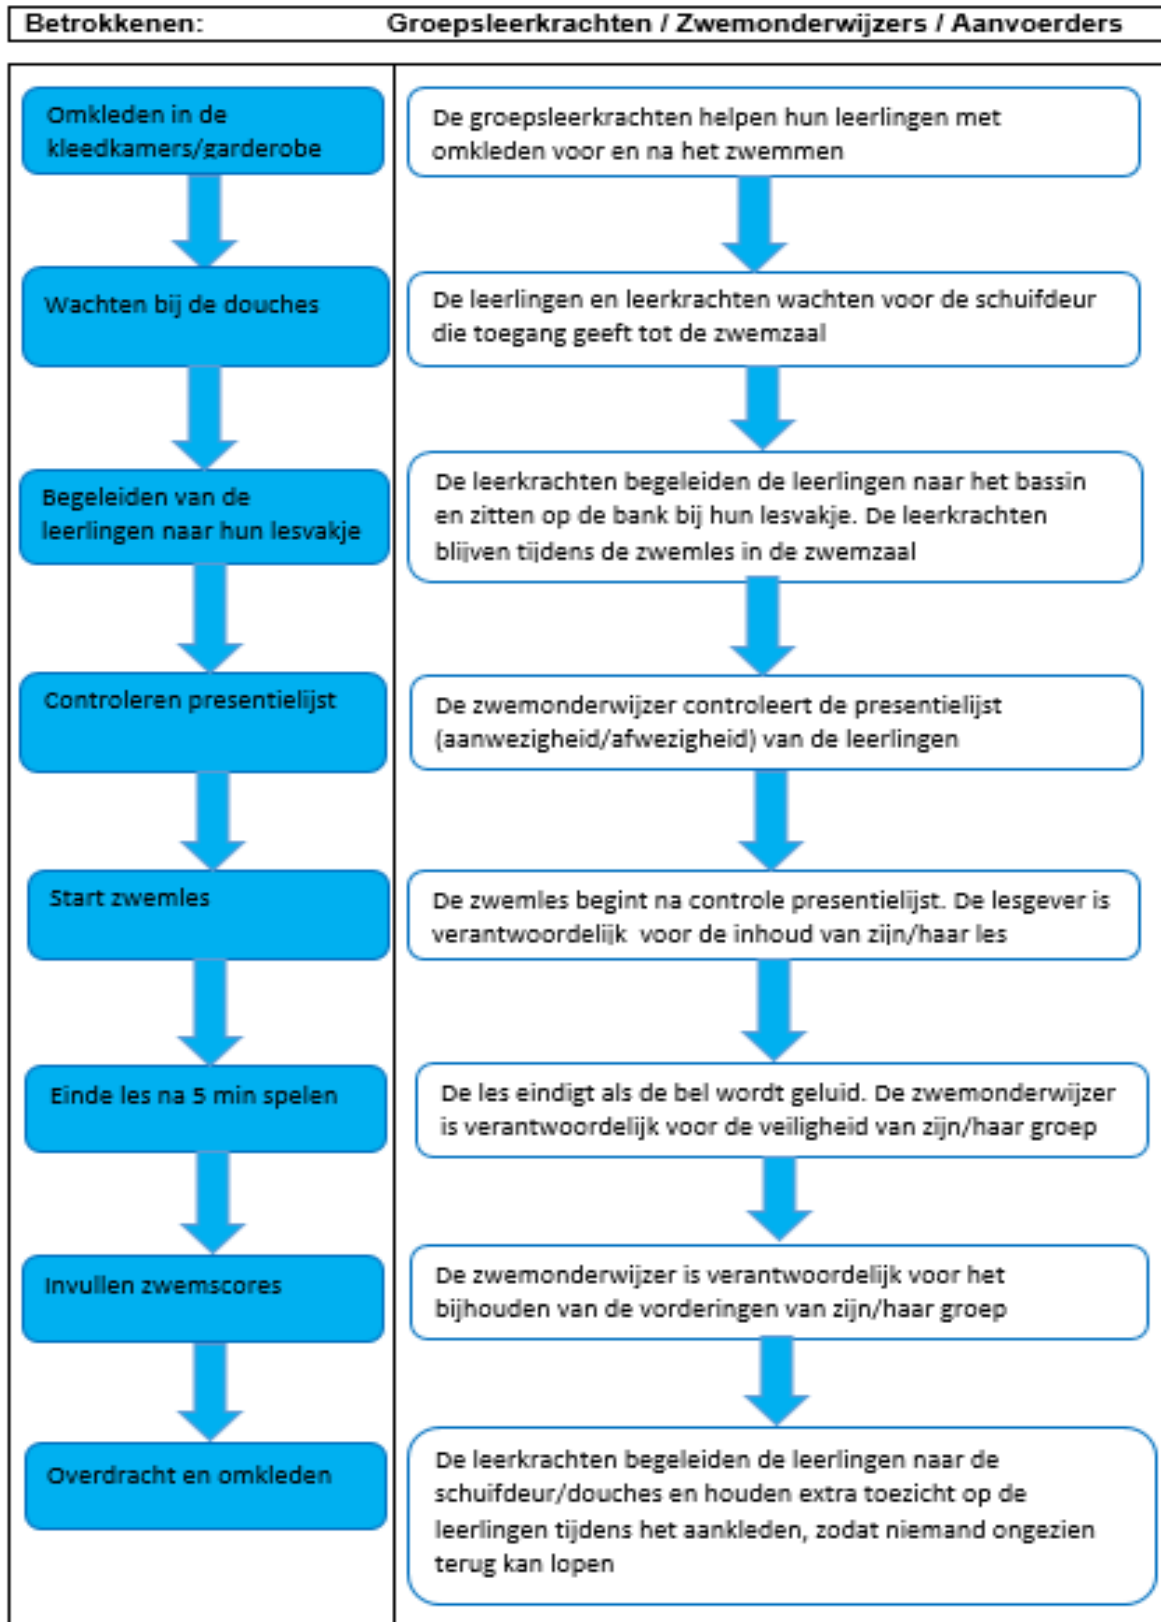 Betrokkenen: Groepsleerkrachten / Zwemonderwijzers / Aanvoerders
Omkleden in de
kleedkamers/garderobe
De groepsleerkrachten helpen hun leerlingen met
omkleden voor en na het zwemmen
Wachten bij de douches
De leerlingen en leerkrachten wachten voor de schuifdeur
die toegang geeft tot de zwemzaal
Begeleiden van de
leerlingen naar hun lesvakje
De leerkrachten begeleiden de leerlingen naar het bassin
en zitten op de bank bij hun lesvakje. De leerkrachten
blijven tijdens de zwemles in de zwemzaal
Controleren presentielijst
De zwemonderwijzer controleert de presentielijst
(aanwezigheid/afwezigheid) van de leerlingen
Start zwemles
De zwemles begint na controle presentielijst. De lesgever is
verantwoordelijk voor de inhoud van zijn/haar les
Einde les na 5 min spelen
De les eindigt als de bel wordt geluid. De zwemonderwijzer
is verantwoordelijk voor de veiligheid van zijn/haar groep
Invullen zwemscores
De zwemonderwijzer is verantwoordelijk voor het
bijhouden van de vorderingen van zijn/haar groep
Overdracht en omkleden
De leerkrachten begeleiden de leerlingen naar de
schuifdeur/douches en houden extra toezicht op de
leerlingen tijdens het aankleden, zodat niemand ongezien
terug kan lopen